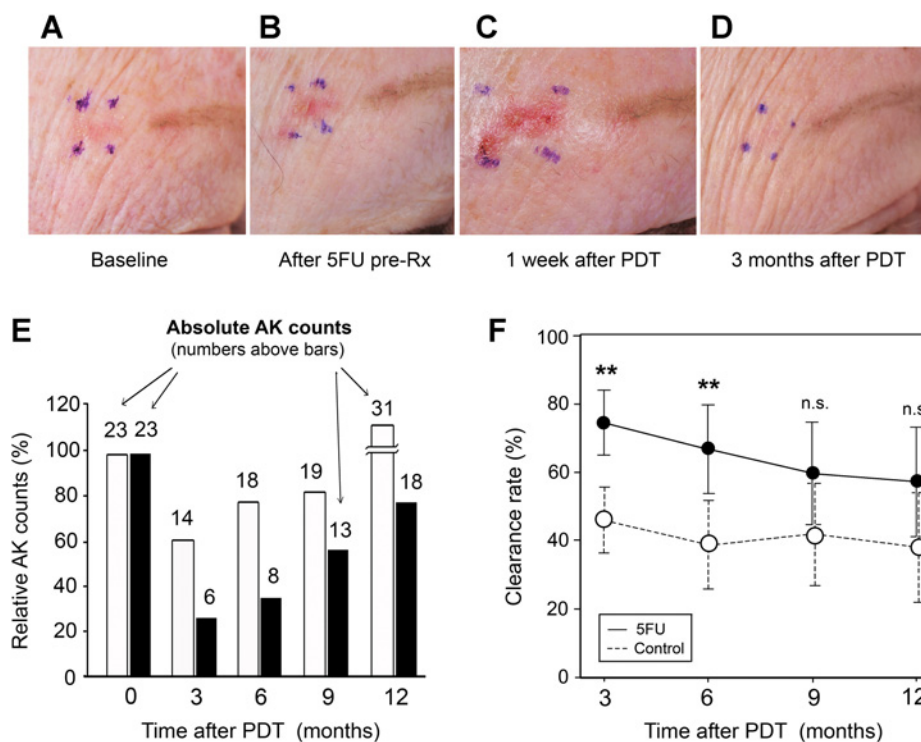 A
B
C
D
Baseline
After 5FU pre-Rx
1 week after PDT
3 months after PDT
E
Absolute AK counts
(numbers above bars)
Relative AK counts (%)
120
100
80
60
40
20
0
23
23
14
6
18
8
19
13
31
18
0
3
6
9
12
Time after PDT (months)
F
Clearance rate (%)
100
80
60
40
20
0
**
**
n.s.
n.s
5FU
Control
3
6
9
12
Time after PDT (months)